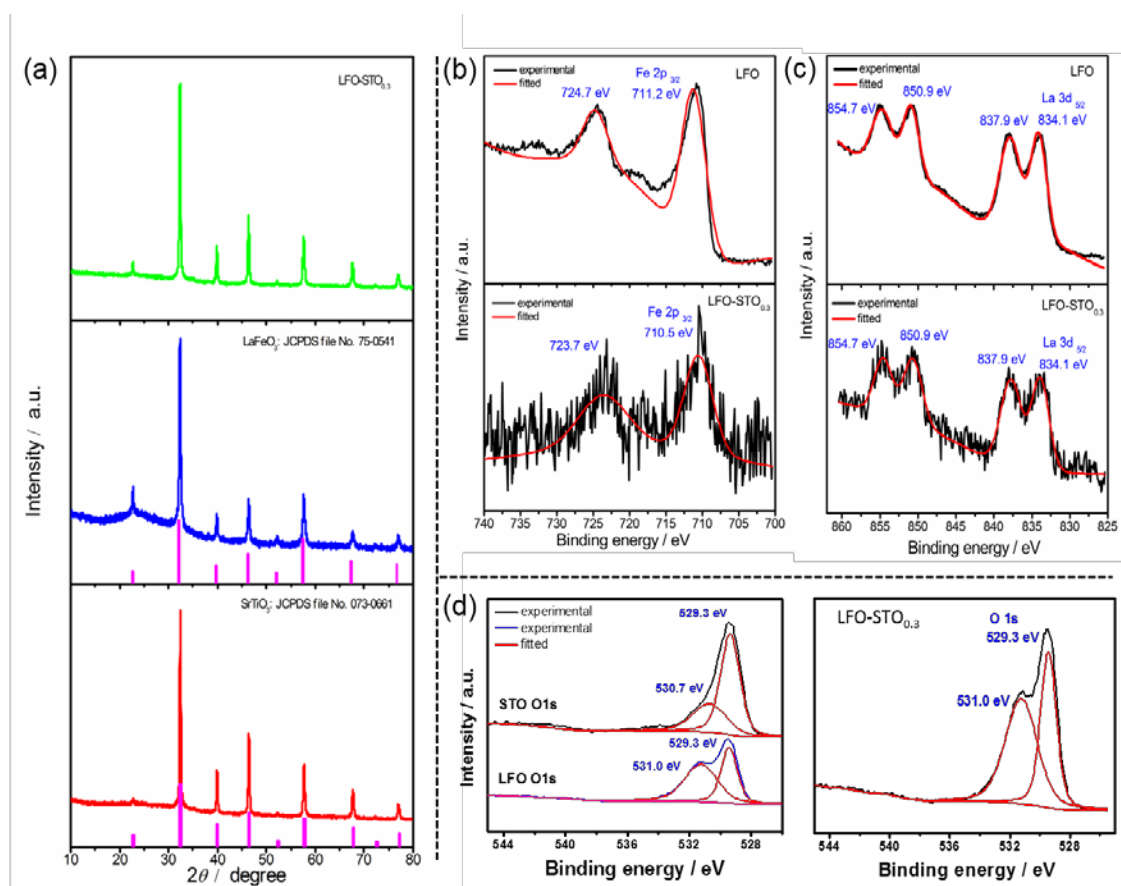 (a)
LFO-STO0.3
LaFeO3: JCPDS file No. 75-0541
SrTiO3: JCPDS file No. 073-0661
Intensity / a.u.
10 20 30 40 50 60 70 80
2θ / degree
(b)
experimental
fitted
LFO
Fe 2p 3/2
724.7 eV
711.2 eV
experimental
fitted
LFO-STO0.3
Fe 2p 3/2
723.7 eV
710.5 eV
Intensity / a.u.
740 735 730 725 720 715 710 705 700
Binding energy / eV
(c)
experimental
fitted
LFO
854.7 eV
850.9 eV
837.9 eV
La 3d 5/2
834.1 eV
experimental
fitted
LFO-STO0.3
854.7 eV
850.9 eV
837.9 eV
La 3d 5/2
834.1 eV
Intensity / a.u.
860 855 850 845 840 835 830 825
Binding energy / eV
(d)
experimental
experimental
fitted
529.3 eV
530.7 eV
STO O1s
529.3 eV
531.0 eV
LFO O1s
Intensity / a.u.
544 540 536 532 528
Binding energy / eV
LFO-STO0.3
O 1s
529.3 eV
531.0 eV
544 540 536 532 528
Binding energy / eV